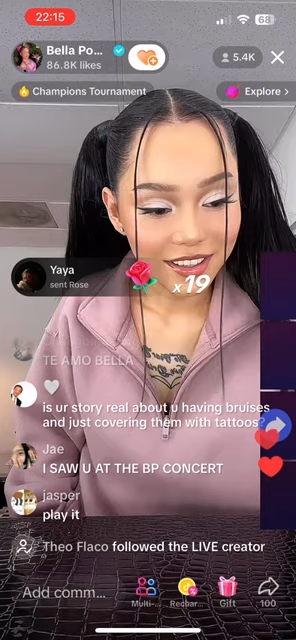 22:15
68
Bella Po...
86.8K likes
5.4K
Champions Tournament
Explore >
Yaya
sent Rose
x19
TE AMO BELLA
is ur story real about u having bruises
and just covering them with tattoos?
Jae
I SAW U AT THE BP CONCERT
jasper
play it
Theo Flaco followed the LIVE creator
Add comm...
Multi-...
Rechar...
Gift
100